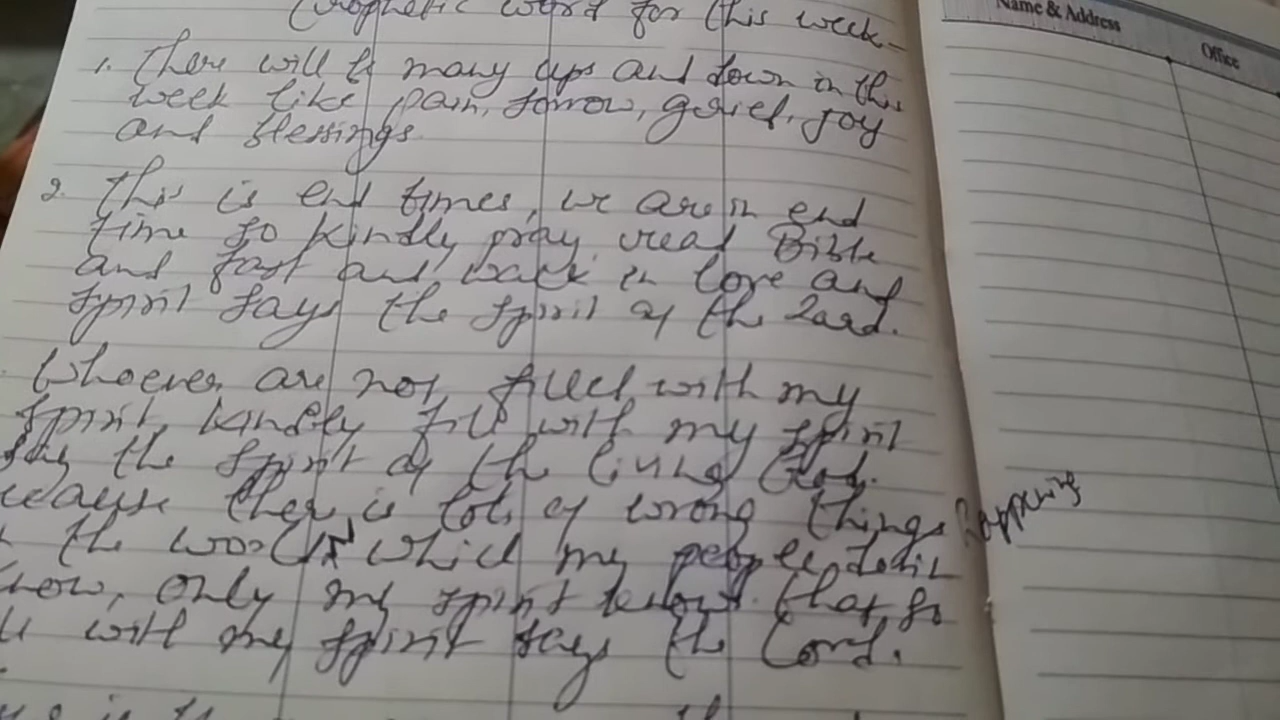 Prophetic word for this week-
1. There will be many ups and down in this
week like pain, sorrow, grief, joy
and blessings
2. This is end times, we are in end
time so kindly pray read Bible
and fast and walk in love and
spirit says the spirit of the Lord.
Whoever are not filled with my
spirit, kindly fill with my spirit
say the spirit of the living God.
ecause there is lots of wrong things happening
the world which my people don't
now, only my spirit know that, so
with my spirit says the Lord.
Name & Address
Office